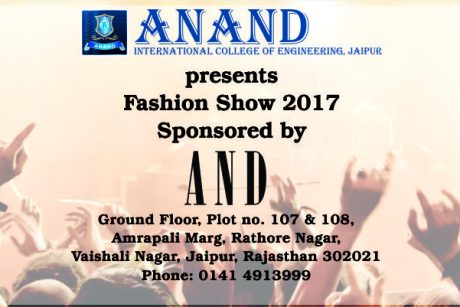 ANAND
ANAND
INTERNATIONAL COLLEGE OF ENGINEERING, JAIPUR
presents
Fashion Show 2017
Sponsored by
AND
Ground Floor, Plot no. 107 & 108,
Amrapali Marg, Rathore Nagar,
Vaishali Nagar, Jaipur, Rajasthan 302021
Phone: 0141 4913999